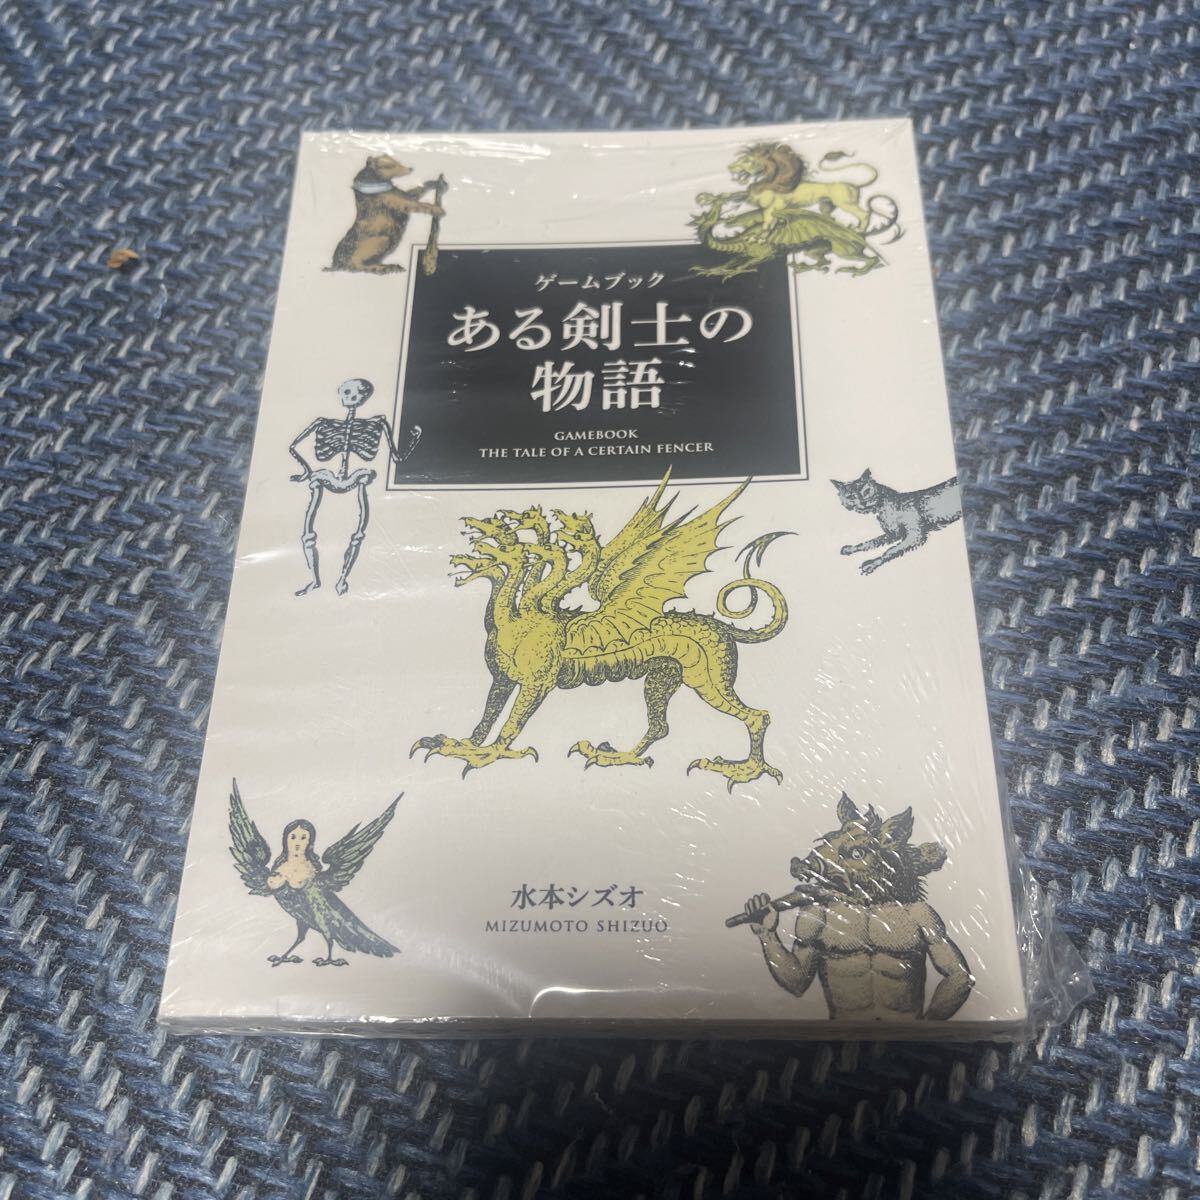 ゲームブック
ある剣士の
物語
GAMEBOOK
THE TALE OF A CERTAIN FENCER
水本シズオ
MIZUMOTO SHIZUO